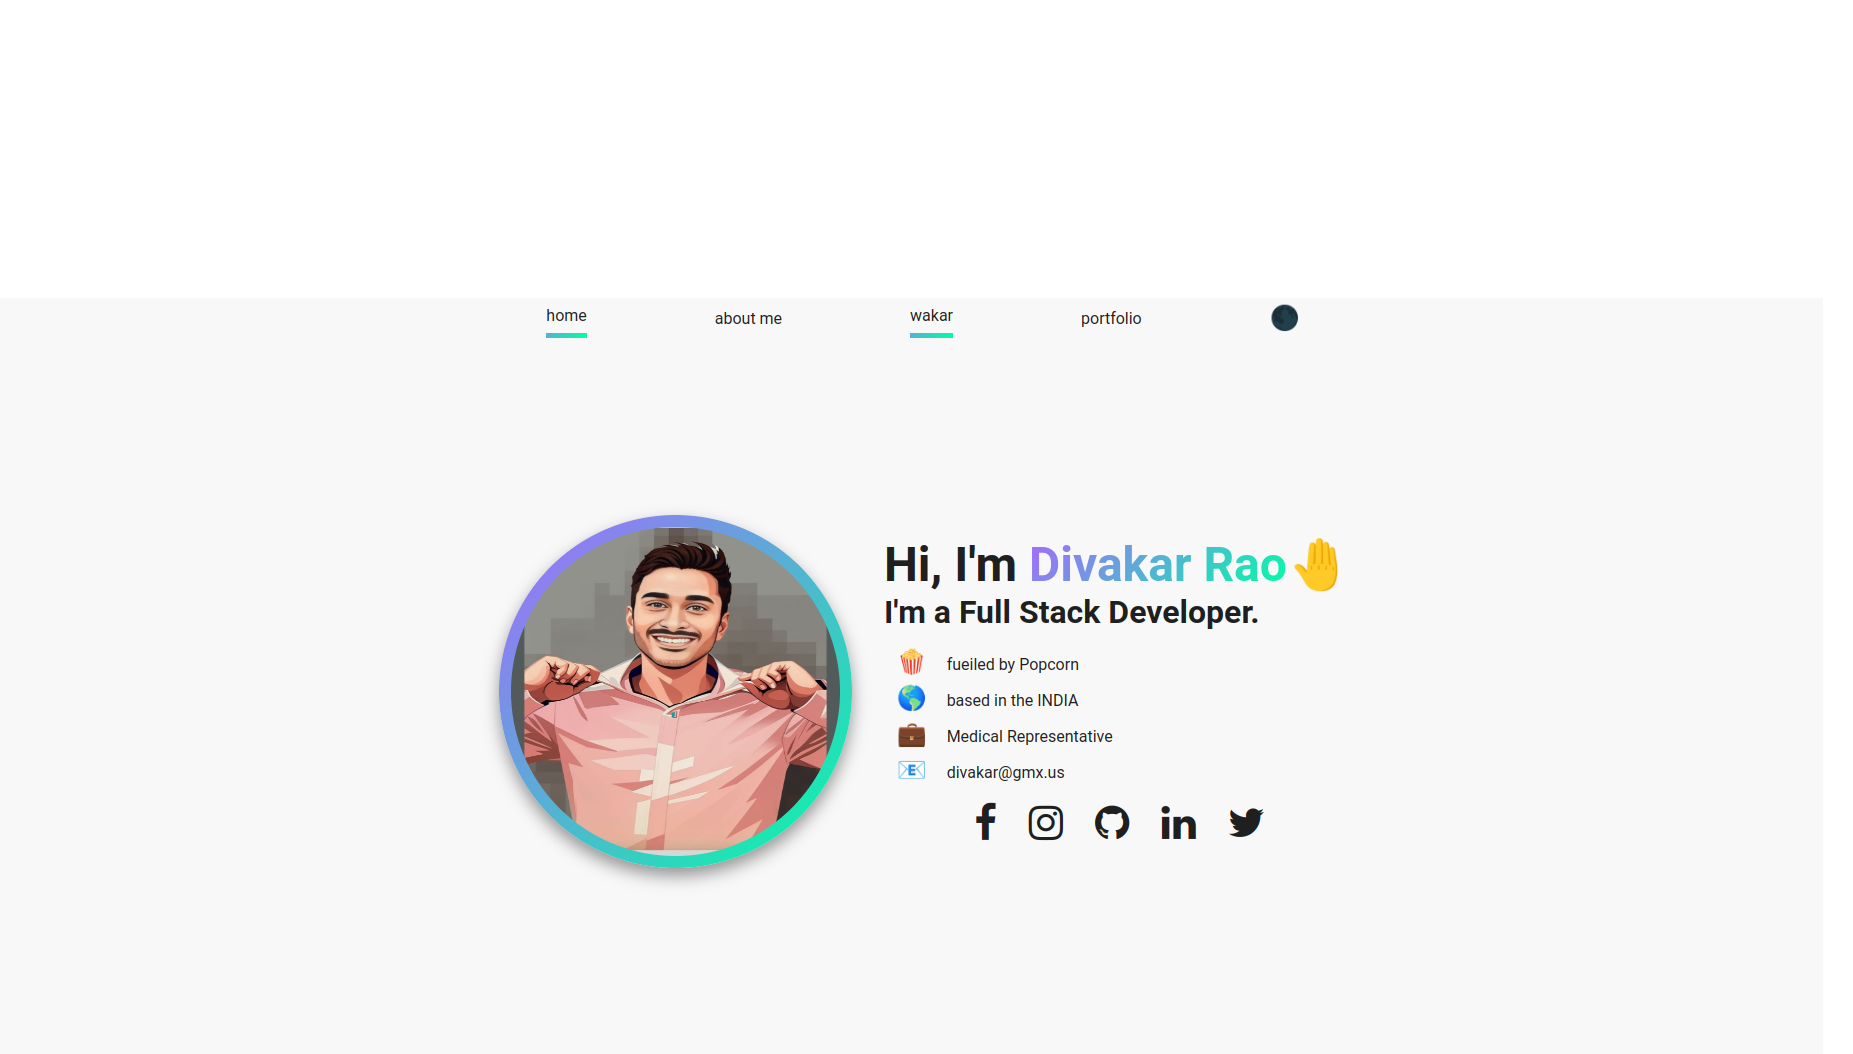 home about me wakar portfolio
Hi, I'm Divakar Rao🤚
I'm a Full Stack Developer.
fueiled by Popcorn
based in the INDIA
Medical Representative
divakar@gmx.us